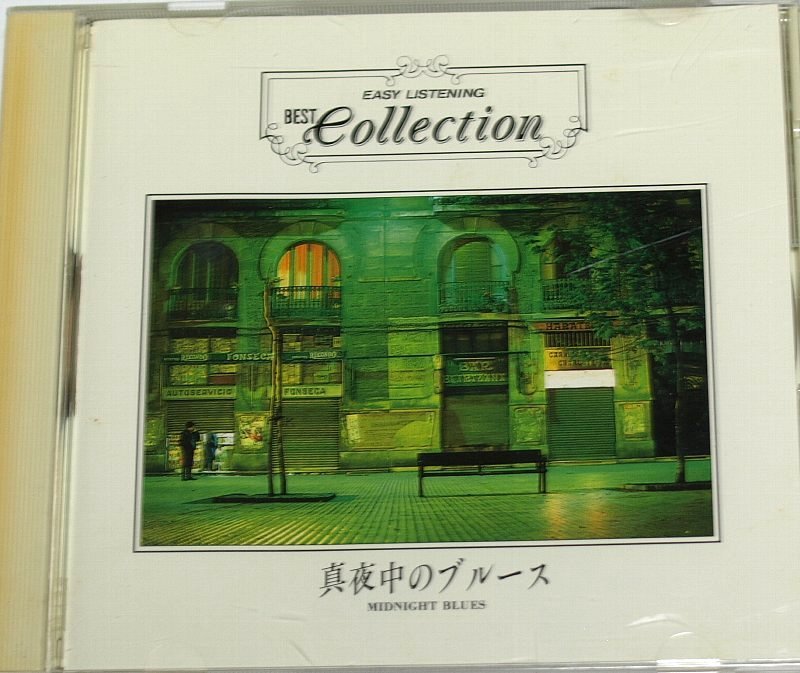 EASY LISTENING
BEST Collection
FONSECA
AUTOSERVICIO
FONSECA
BAR
真夜中のブルース
MIDNIGHT BLUES